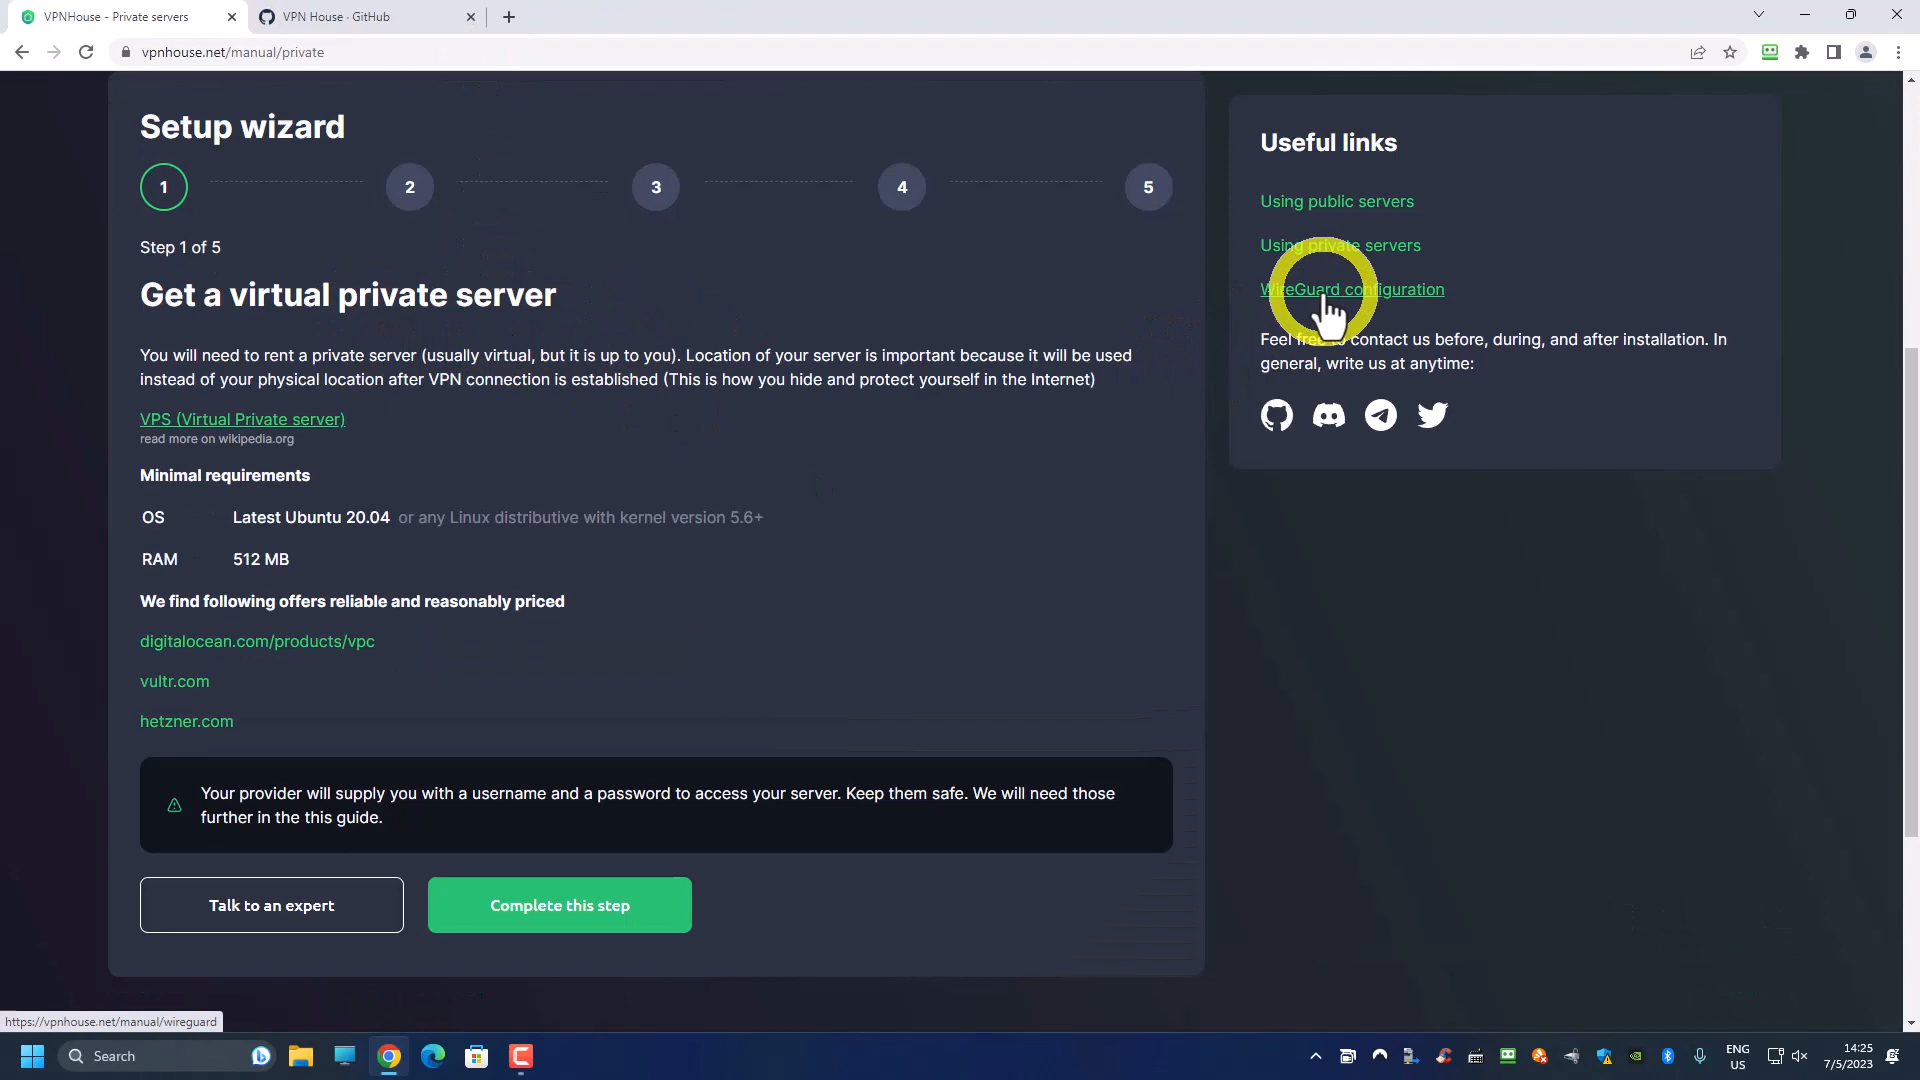 VPNHouse - Private servers
VPN House · GitHub
vpnhouse.net/manual/private
Setup wizard
1
2
3
4
5
Step 1 of 5
Get a virtual private server
You will need to rent a private server (usually virtual, but it is up to you). Location of your server is important because it will be used
instead of your physical location after VPN connection is established (This is how you hide and protect yourself in the Internet)
VPS (Virtual Private server)
read more on wikipedia.org
Minimal requirements
OS Latest Ubuntu 20.04 or any Linux distributive with kernel version 5.6+
RAM 512 MB
We find following offers reliable and reasonably priced
digitalocean.com/products/vpc
vultr.com
hetzner.com
Your provider will supply you with a username and a password to access your server. Keep them safe. We will need those
further in the this guide.
Talk to an expert
Complete this step
Useful links
Using public servers
Using private servers
WireGuard configuration
Feel free to contact us before, during, and after installation. In
general, write us at anytime:
https://vpnhouse.net/manual/wireguard
Search
ENG
US
14:25
7/5/2023